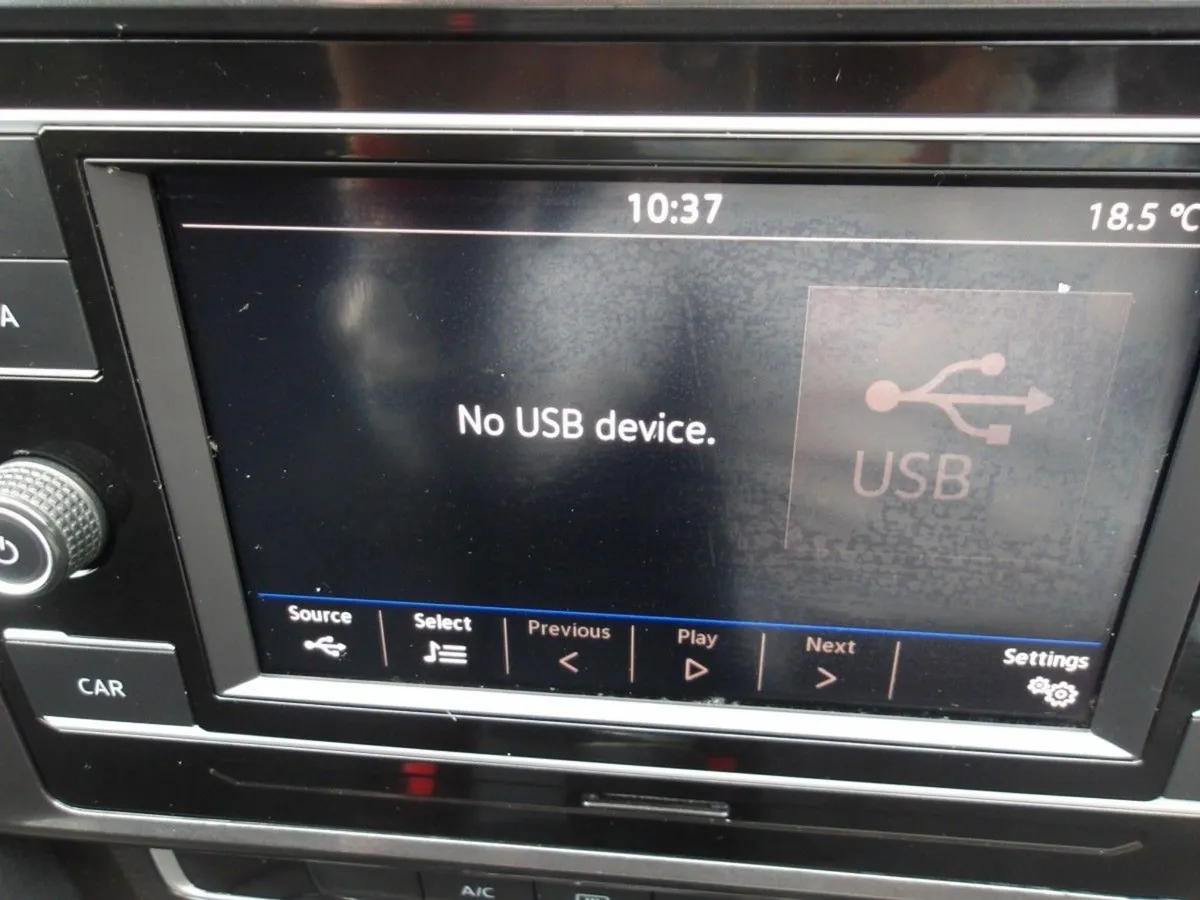 10:37
18.5 °C
A
No USB device.
USB
Source
Select
Previous
Play
Next
Settings
CAR
A/C